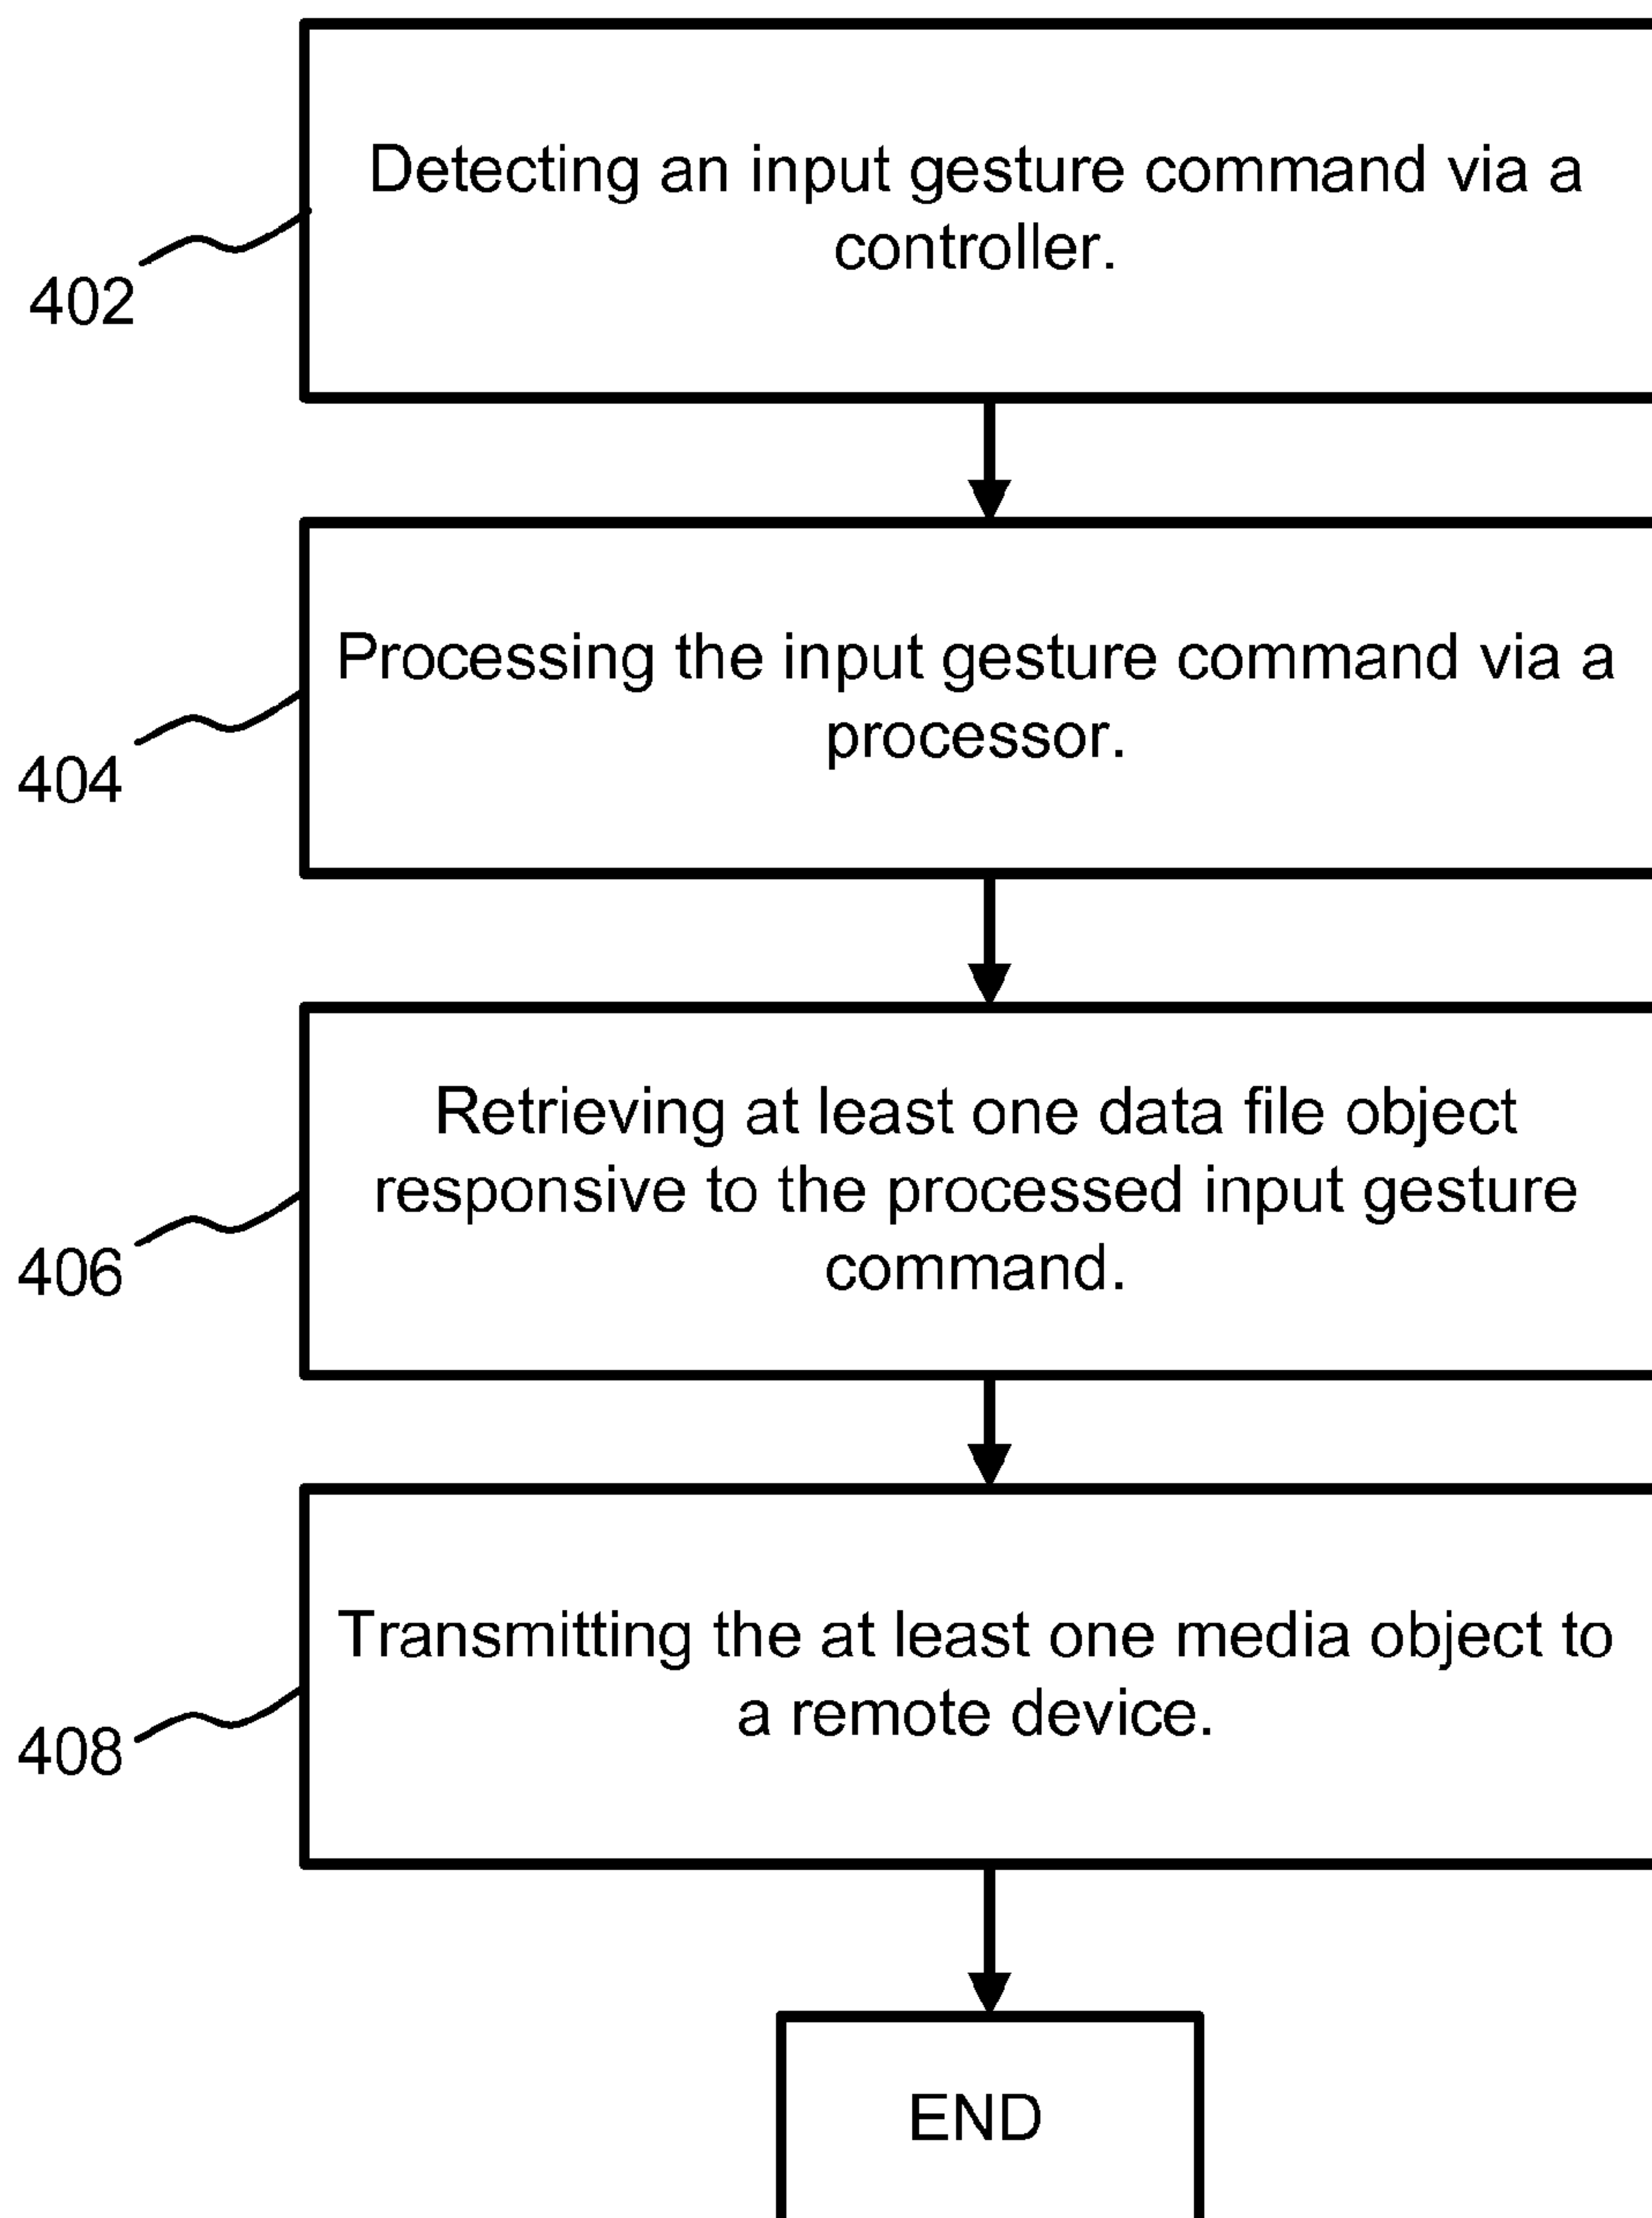 Detecting an input gesture command via a
controller.
402
Processing the input gesture command via a
processor.
404
Retrieving at least one data file object
responsive to the processed input gesture
command.
406
Transmitting the at least one media object to
a remote device.
408
END